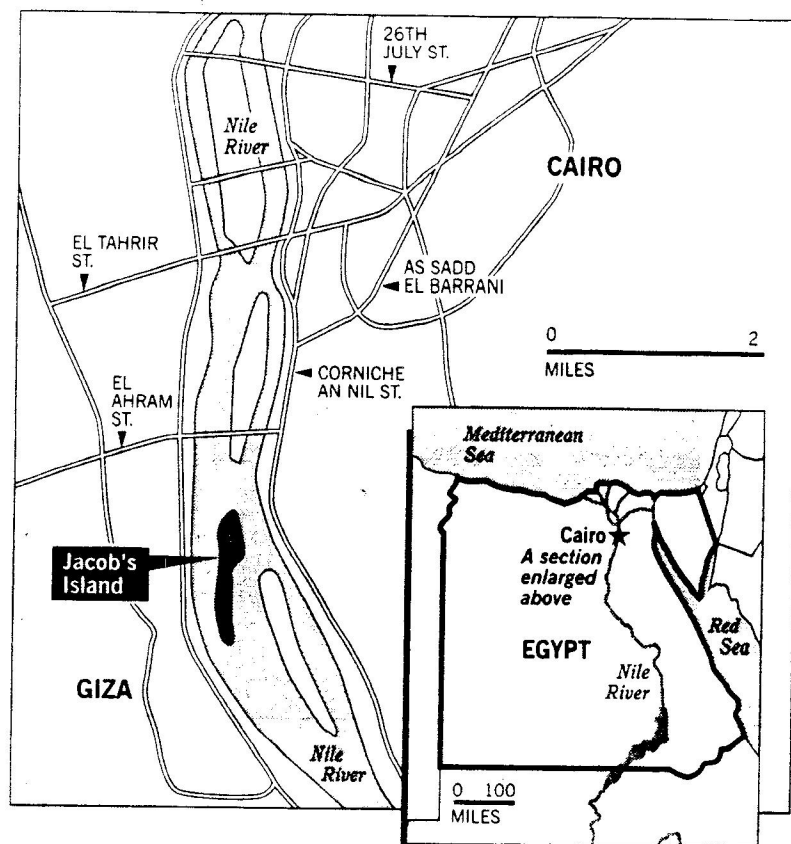 26TH
JULY ST.
Nile
River
CAIRO
EL TAHRIR
ST.
AS SADD
EL BARRANI
0 2
MILES
CORNICHE
AN NIL ST.
EL
AHRAM
ST.
Jacob's
Island
GIZA
Nile
River
Mediterranean
Sea
Cairo
A section
enlarged
above
Red
Sea
EGYPT
Nile
River
0 100
MILES